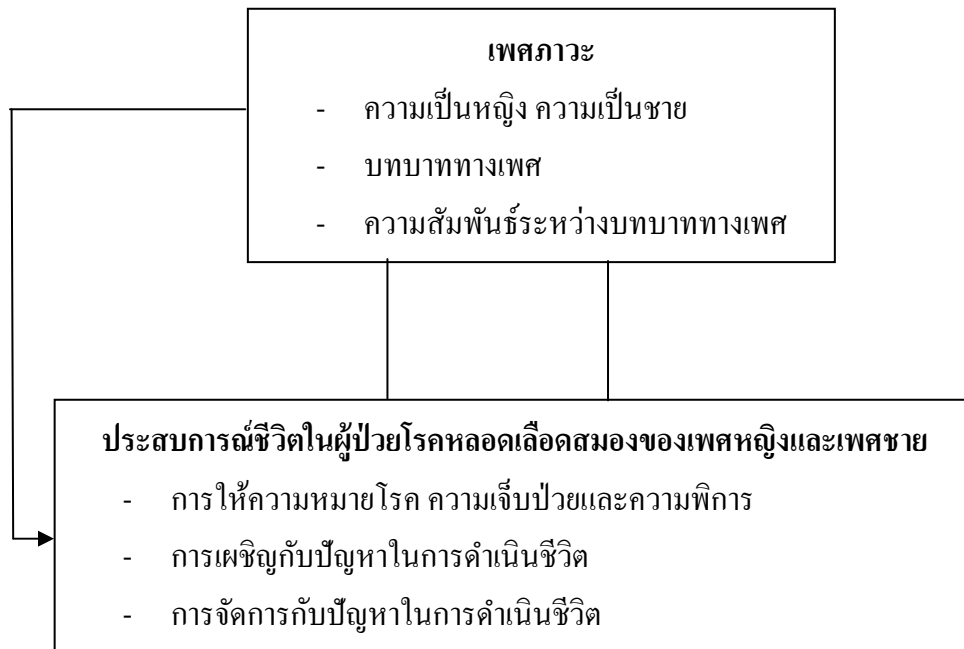 เพศภาวะ
- ความเป็นหญิง ความเป็นชาย
- บทบาททางเพศ
- ความสัมพันธ์ระหว่างบทบาททางเพศ
ประสบการณ์ชีวิตในผู้ป่วยโรคหลอดเลือดสมองของเพศหญิงและเพศชาย
- การให้ความหมายโรค ความเจ็บป่วยและความพิการ
- การเผชิญกับปัญหาในการดำเนินชีวิต
- การจัดการกับปัญหาในการดำเนินชีวิต